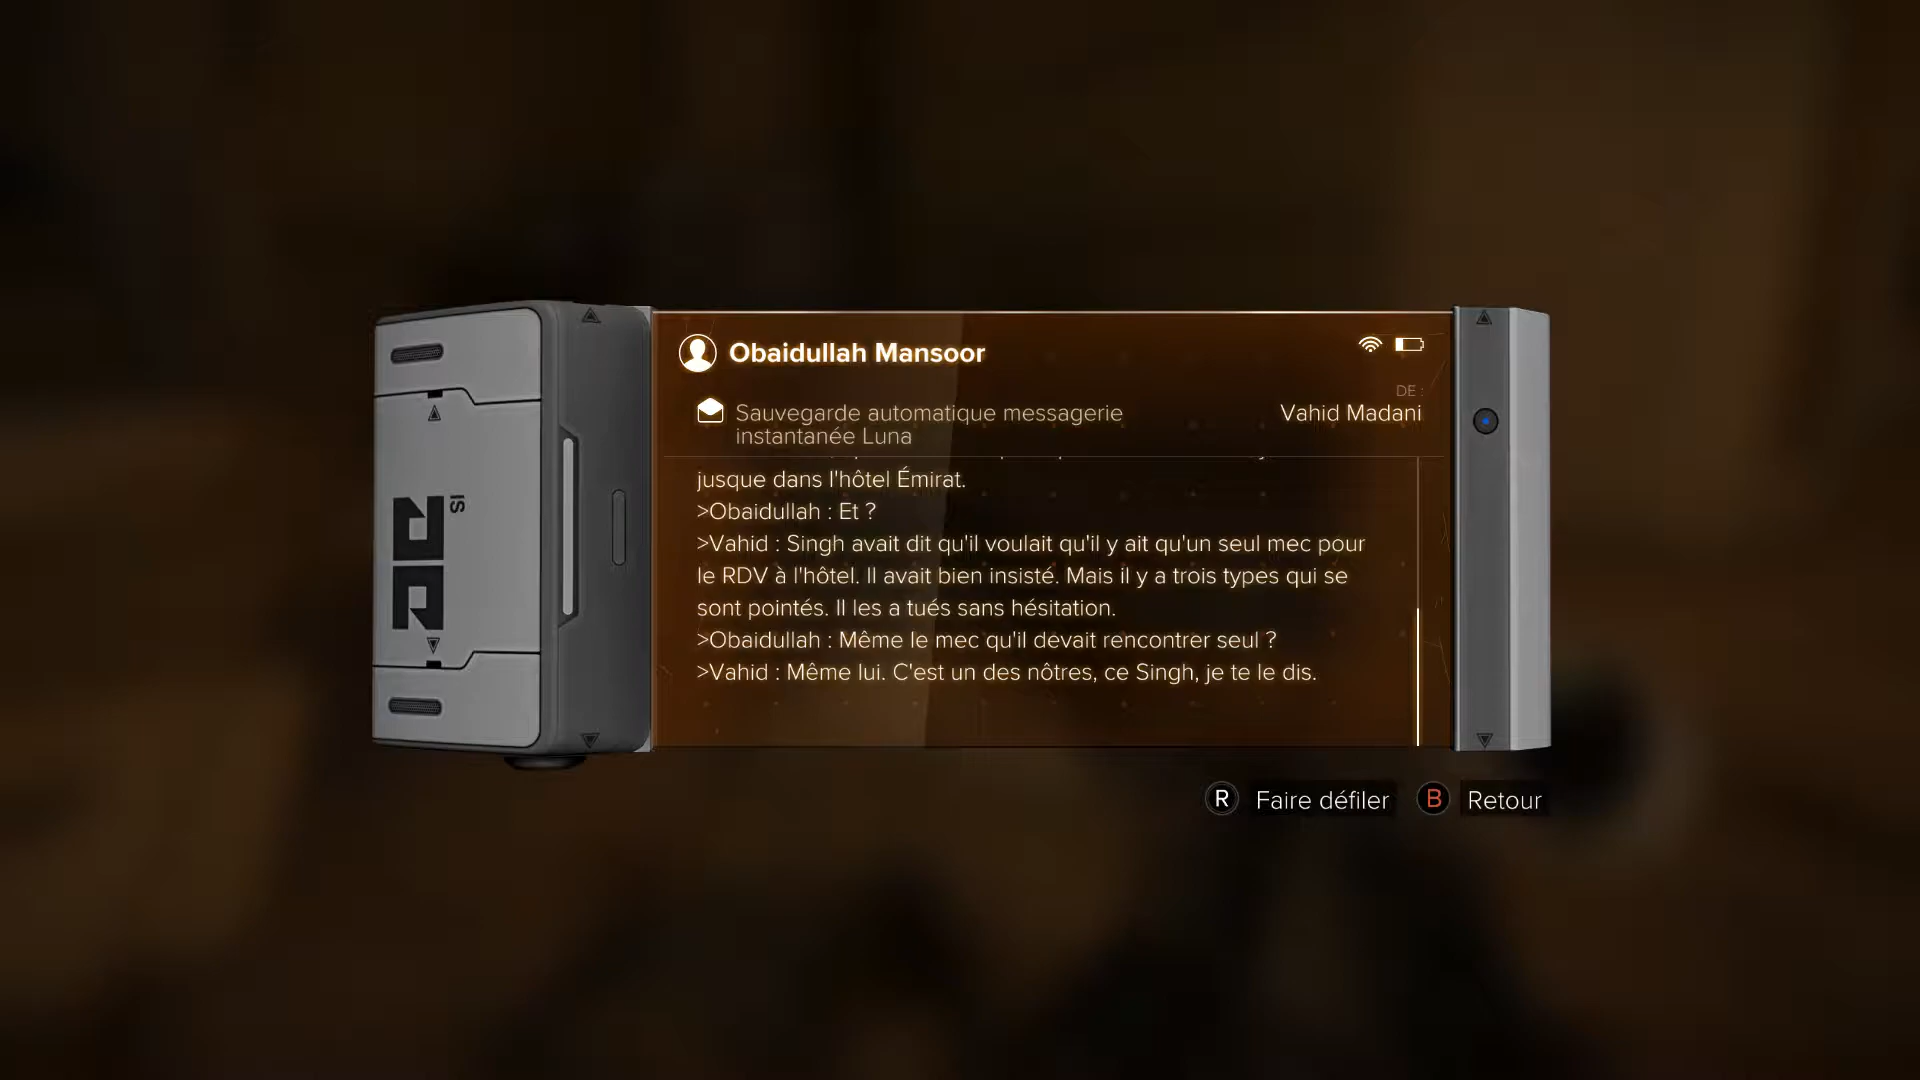 Obaidullah Mansoor
DE :
Sauvegarde automatique messagerie
instantanée Luna
Vahid Madani
jusque dans l'hôtel Émirat.
>Obaidullah : Et ?
>Vahid : Singh avait dit qu'il voulait qu'il y ait qu'un seul mec pour
le RDV à l'hôtel. Il avait bien insisté. Mais il y a trois types qui se
sont pointés. Il les a tués sans hésitation.
>Obaidullah : Même le mec qu'il devait rencontrer seul ?
>Vahid : Même lui. C'est un des nôtres, ce Singh, je te le dis.
IS
R Faire défiler B Retour